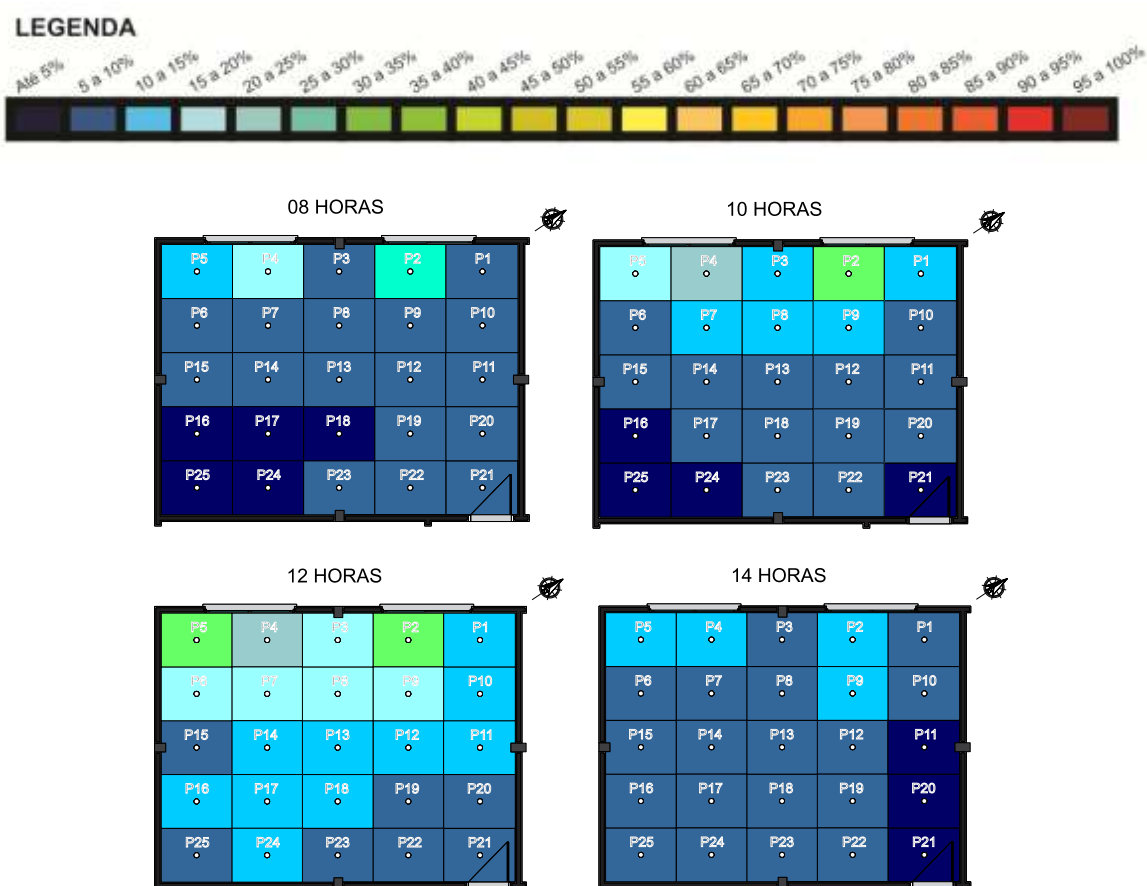 LEGENDA
Até 5% 5 a 10% 10 a 15% 15 a 20% 20 a 25% 25 a 30% 30 a 35% 35 a 40% 40 a 45% 45 a 50% 50 a 55% 55 a 60% 60 a 65% 65 a 70% 70 a 75% 75 a 80% 80 a 85% 85 a 90% 90 a 95% 95 a 100%
08 HORAS
P5 P4 P3 P2 P1
P6 P7 P8 P9 P10
P15 P14 P13 P12 P11
P16 P17 P18 P19 P20
P25 P24 P23 P22 P21
10 HORAS
P5 P4 P3 P2 P1
P6 P7 P8 P9 P10
P15 P14 P13 P12 P11
P16 P17 P18 P19 P20
P25 P24 P23 P22 P21
12 HORAS
P5 P4 P3 P2 P1
P6 P7 P8 P9 P10
P15 P14 P13 P12 P11
P16 P17 P18 P19 P20
P25 P24 P23 P22 P21
14 HORAS
P5 P4 P3 P2 P1
P6 P7 P8 P9 P10
P15 P14 P13 P12 P11
P16 P17 P18 P19 P20
P25 P24 P23 P22 P21